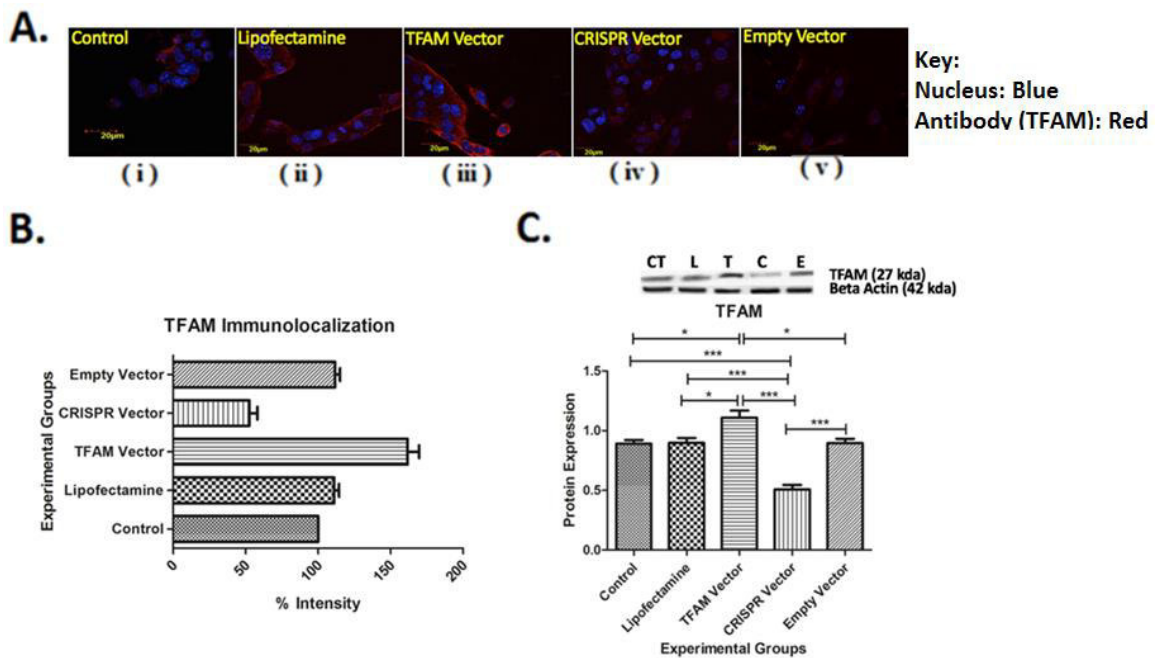 A.
Control
Lipofectamine
TFAM Vector
CRISPR Vector
Empty Vector
20µm
20µm
20µm
20µm
20µm
( i )
( ii )
( iii )
( iv )
( v )
Key:
Nucleus: Blue
Antibody (TFAM): Red
B.
TFAM Immunolocalization
Experimental Groups
Empty Vector
CRISPR Vector
TFAM Vector
Lipofectamine
Control
0
50
100
150
200
% Intensity
C.
CT L T C E
TFAM (27 kda)
Beta Actin (42 kda)
TFAM
* *
***
***
* ***
***
Protein Expression
1.5
1.0
0.5
0.0
Control
Lipofectamine
TFAM Vector
CRISPR Vector
Empty Vector
Experimental Groups